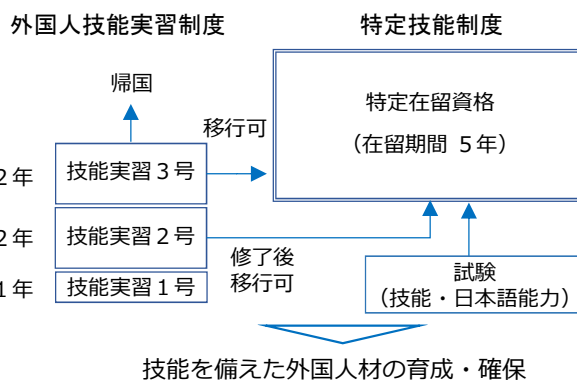 外国人技能実習制度
特定技能制度
帰国
移行可
特定在留資格
（在留期間 5年）
2年
技能実習3号
2年
技能実習2号
修了後
移行可
1年
技能実習1号
試験
（技能・日本語能力）
技能を備えた外国人材の育成・確保